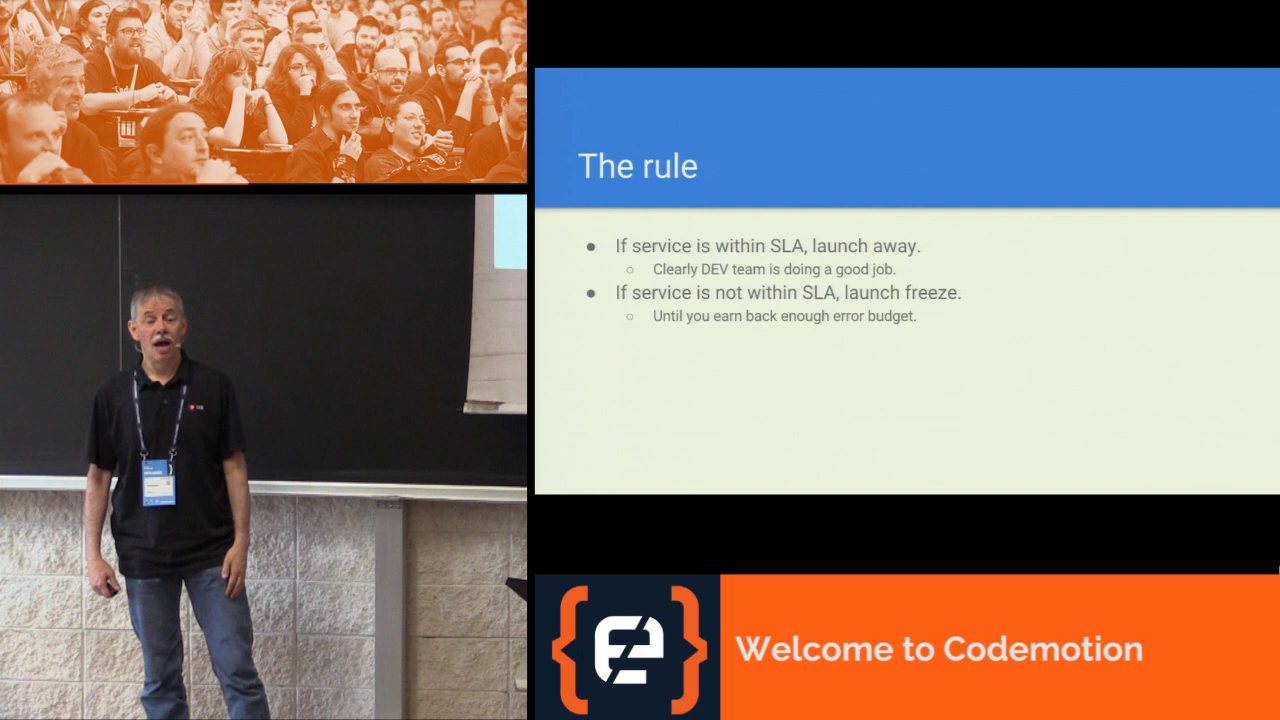 The rule
If service is within SLA, launch away.
Clearly DEV team is doing a good job.
If service is not within SLA, launch freeze.
Until you earn back enough error budget.
SPEAKER
Welcome to Codemotion